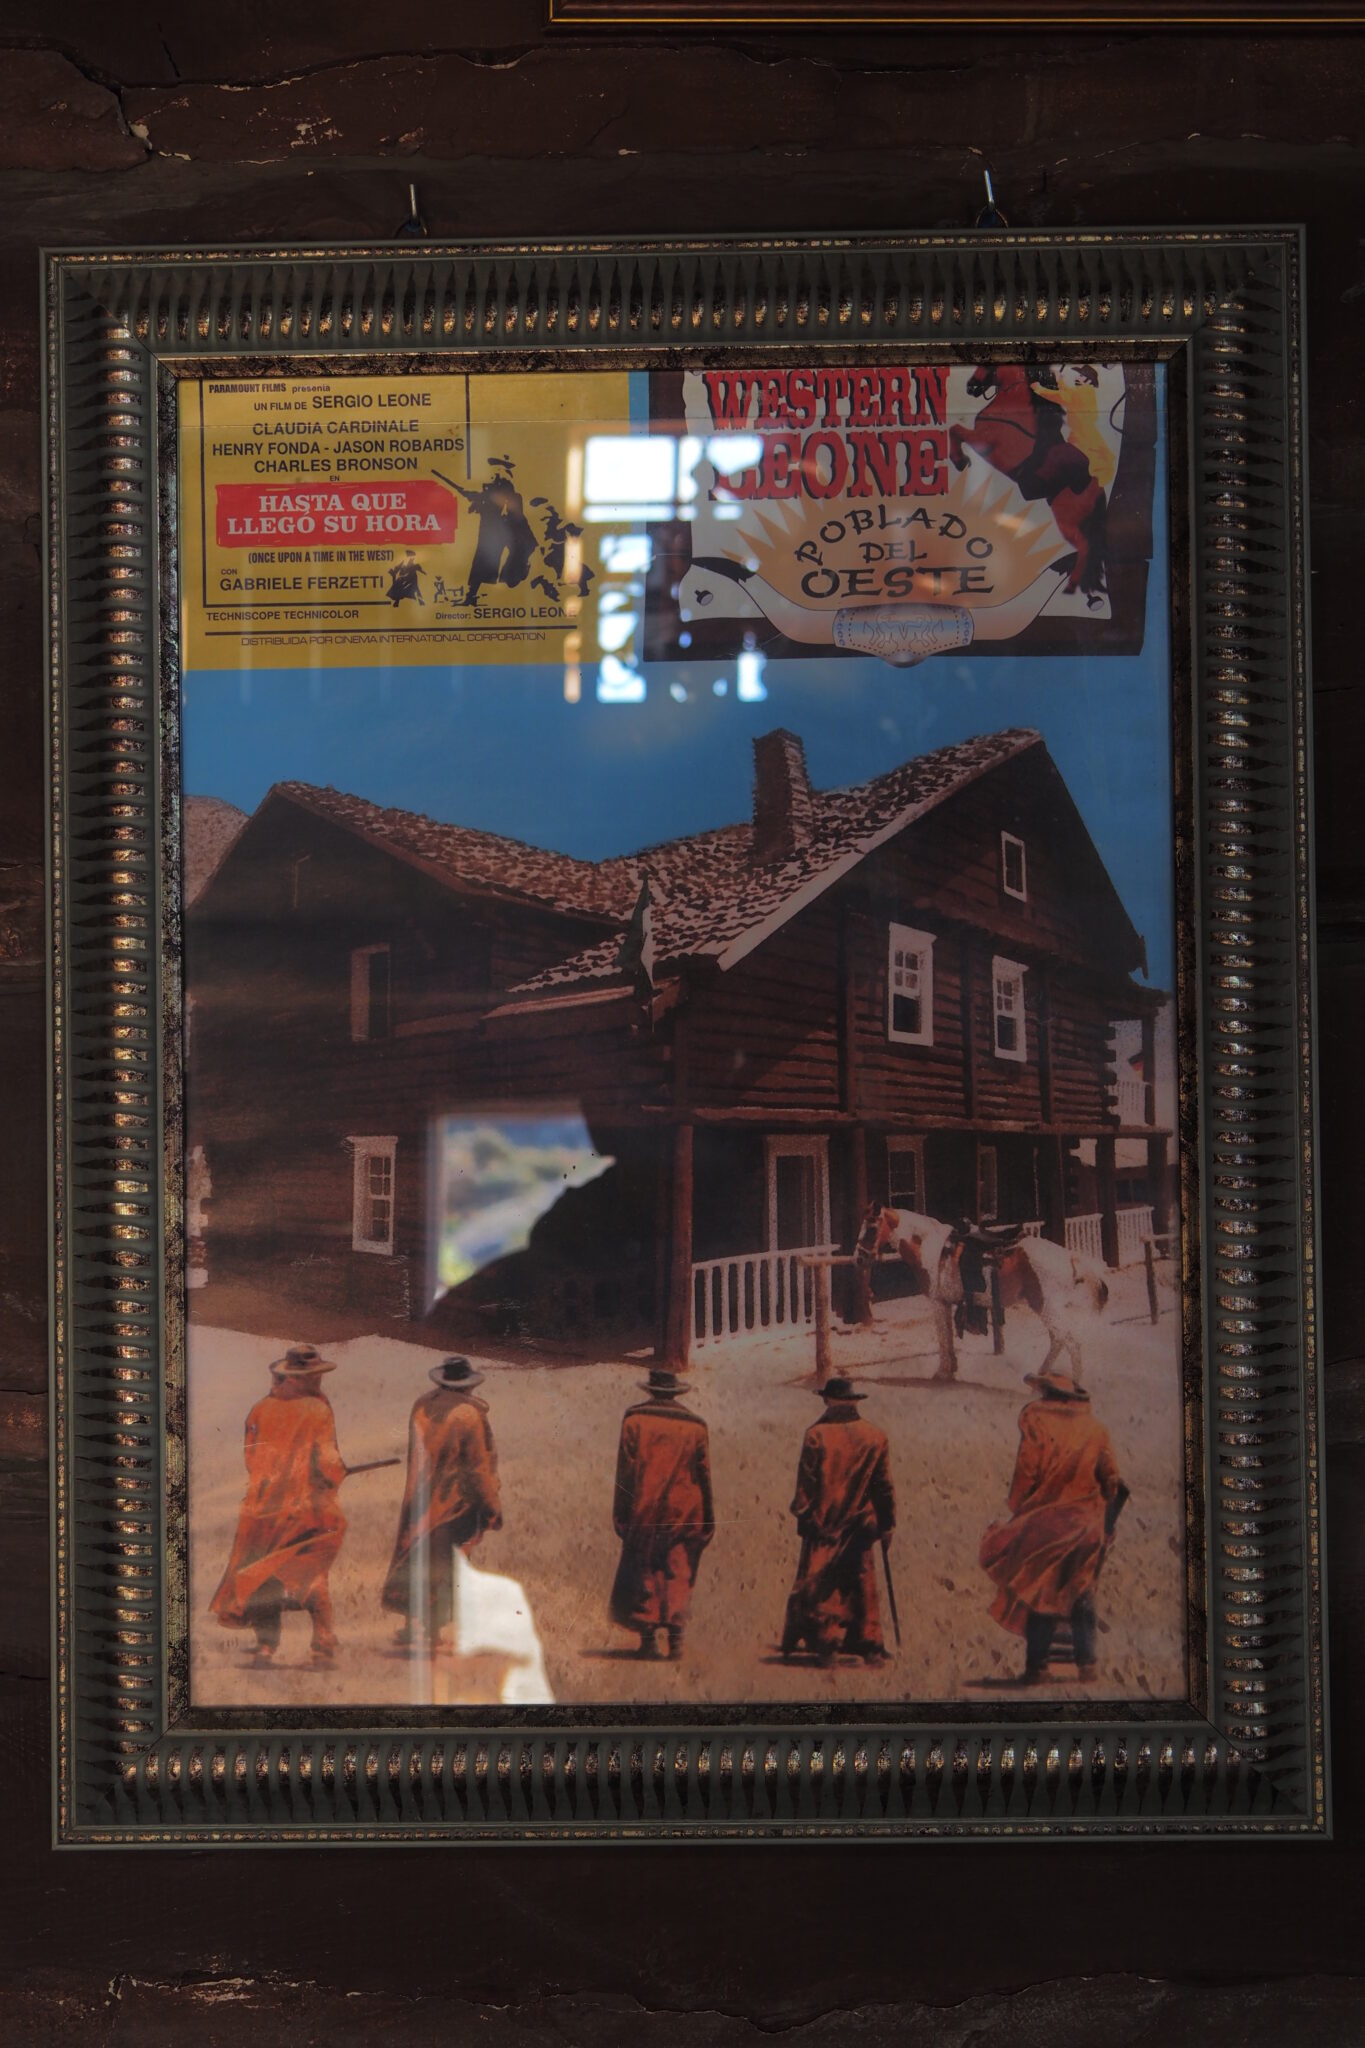 PARAMOUNT FILMS presenta
UN FILM DE SERGIO LEONE
CLAUDIA CARDINALE
HENRY FONDA - JASON ROBARDS
CHARLES BRONSON
EN
HASTA QUE
LLEGÓ SU HORA
(ONCE UPON A TIME IN THE WEST)
CON
GABRIELE FERZETTI
TECHNISCOPE TECHNICOLOR
Director: SERGIO LEONE
DISTRIBUIDA POR CINEMA INTERNATIONAL CORPORATION
WESTERN
LEONE
POBLADO
DEL
OESTE